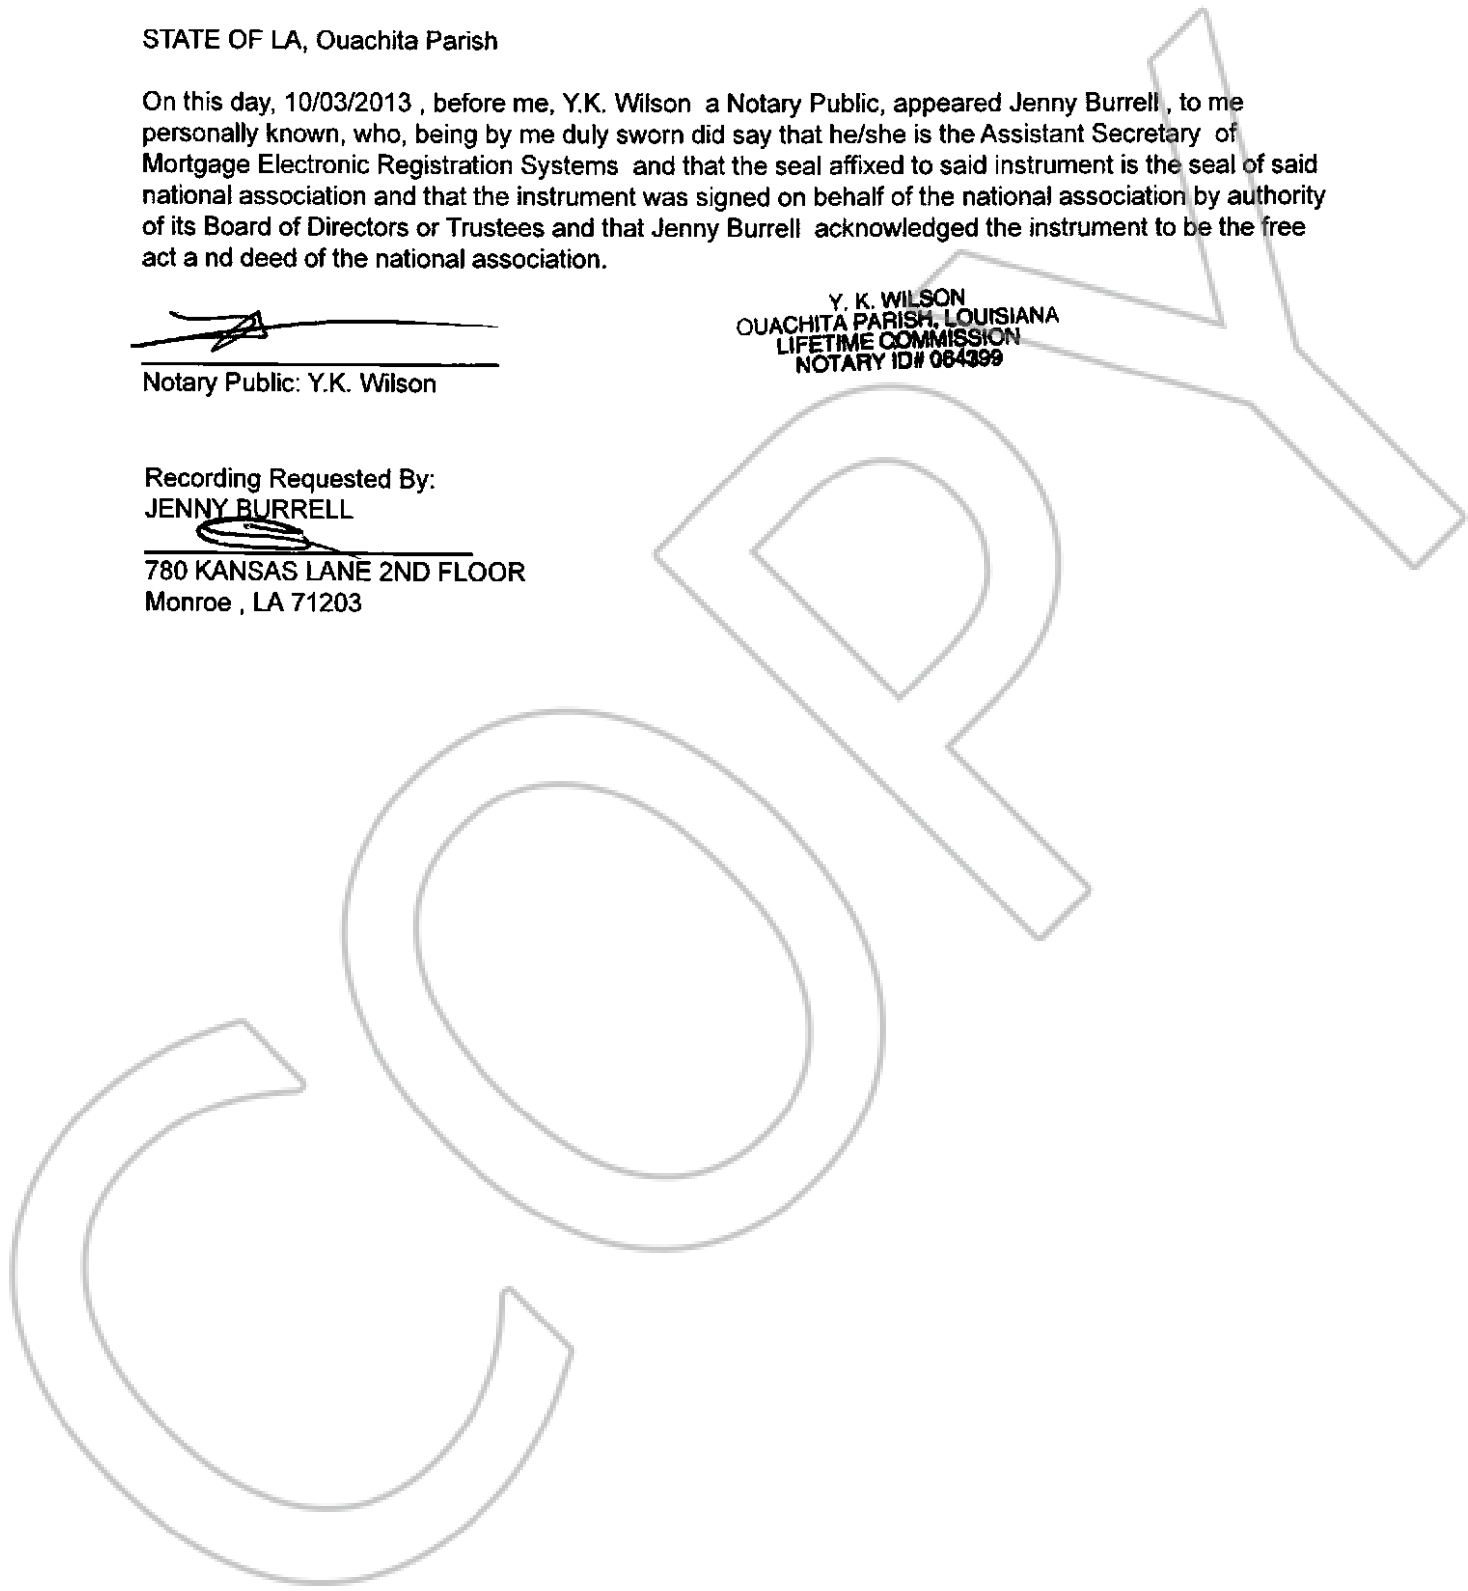 STATE OF LA, Ouachita Parish
On this day, 10/03/2013 , before me, Y.K. Wilson a Notary Public, appeared Jenny Burrell , to me
personally known, who, being by me duly sworn did say that he/she is the Assistant Secretary of
Mortgage Electronic Registration Systems and that the seal affixed to said instrument is the seal of said
national association and that the instrument was signed on behalf of the national association by authority
of its Board of Directors or Trustees and that Jenny Burrell acknowledged the instrument to be the free
act a nd deed of the national association.
Y. K. WILSON
OUACHITA PARISH, LOUISIANA
LIFETIME COMMISSION
NOTARY ID# 064399
Notary Public: Y.K. Wilson
Recording Requested By:
JENNY BURRELL
780 KANSAS LANE 2ND FLOOR
Monroe , LA 71203
COPY